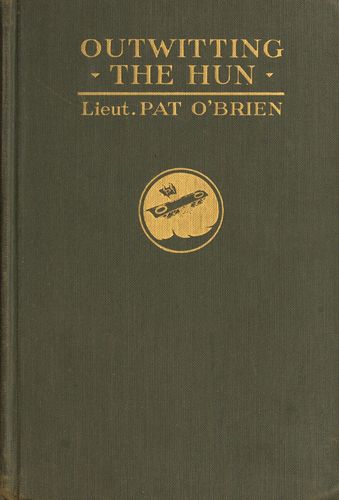 OUTWITTING
· THE HUN ·
Lieut. PAT O'BRIEN